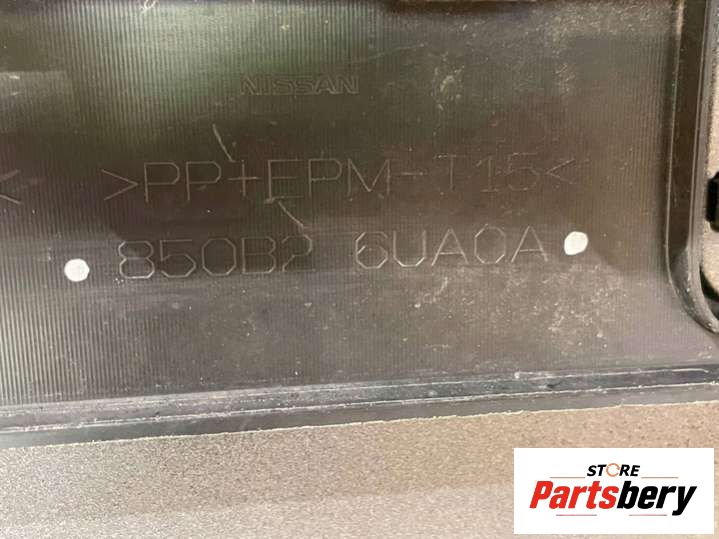 NISSAN
>PP+EPM-T15<
850B2 6UA0A
STORE
Partsbery